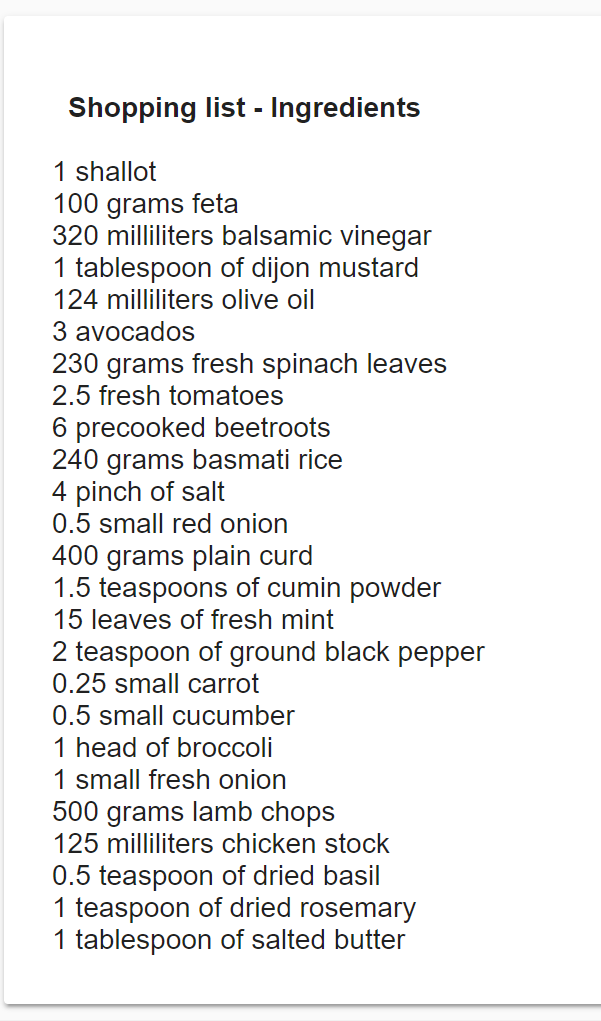 Shopping list - Ingredients
1 shallot
100 grams feta
320 milliliters balsamic vinegar
1 tablespoon of dijon mustard
124 milliliters olive oil
3 avocados
230 grams fresh spinach leaves
2.5 fresh tomatoes
6 precooked beetroots
240 grams basmati rice
4 pinch of salt
0.5 small red onion
400 grams plain curd
1.5 teaspoons of cumin powder
15 leaves of fresh mint
2 teaspoon of ground black pepper
0.25 small carrot
0.5 small cucumber
1 head of broccoli
1 small fresh onion
500 grams lamb chops
125 milliliters chicken stock
0.5 teaspoon of dried basil
1 teaspoon of dried rosemary
1 tablespoon of salted butter